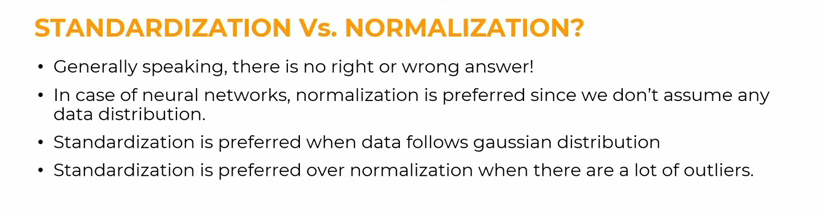 STANDARDIZATION Vs. NORMALIZATION?
• Generally speaking, there is no right or wrong answer!
• In case of neural networks, normalization is preferred since we don’t assume any
data distribution.
• Standardization is preferred when data follows gaussian distribution
• Standardization is preferred over normalization when there are a lot of outliers.